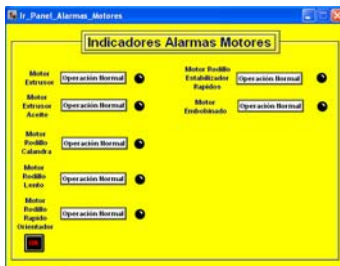 Ir_Panel_Alarmas_Motores
Indicadores Alarmas Motores
Motor
Extrusor
Operación Normal
Motor
Extrusor
Aceite
Operación Normal
Motor
Rodillo
Calandra
Operación Normal
Motor
Rodillo
Lento
Operación Normal
Motor
Rodillo
Rapido
Orientador
Operación Normal
Motor Rodillo
Estabilizador
Rapidos
Operación Normal
Motor
Embobinado
Operación Normal